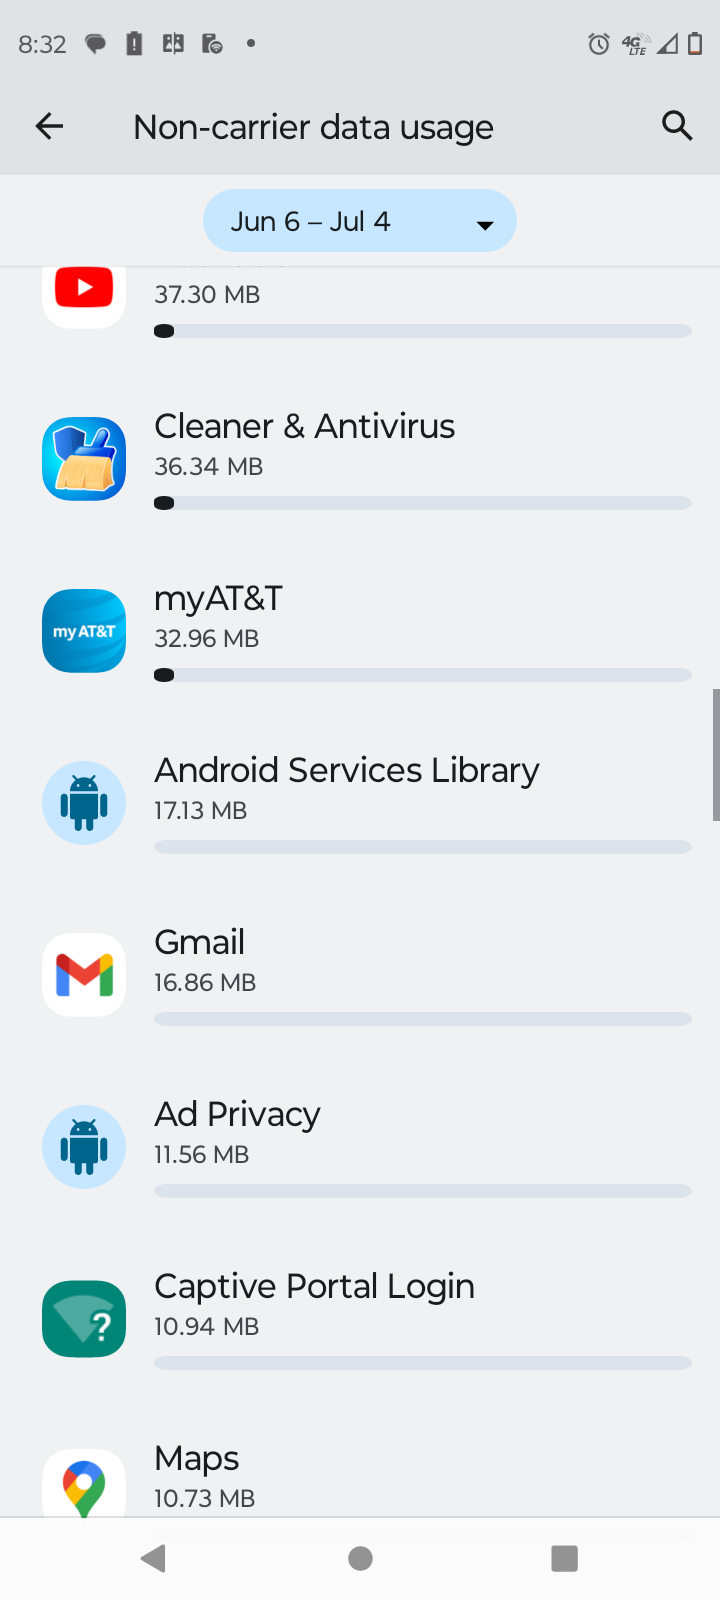 8:32
4G
LTE
Non-carrier data usage
Jun 6 – Jul 4
37.30 MB
Cleaner & Antivirus
36.34 MB
my AT&T
myAT&T
32.96 MB
Android Services Library
17.13 MB
Gmail
16.86 MB
Ad Privacy
11.56 MB
?
Captive Portal Login
10.94 MB
Maps
10.73 MB